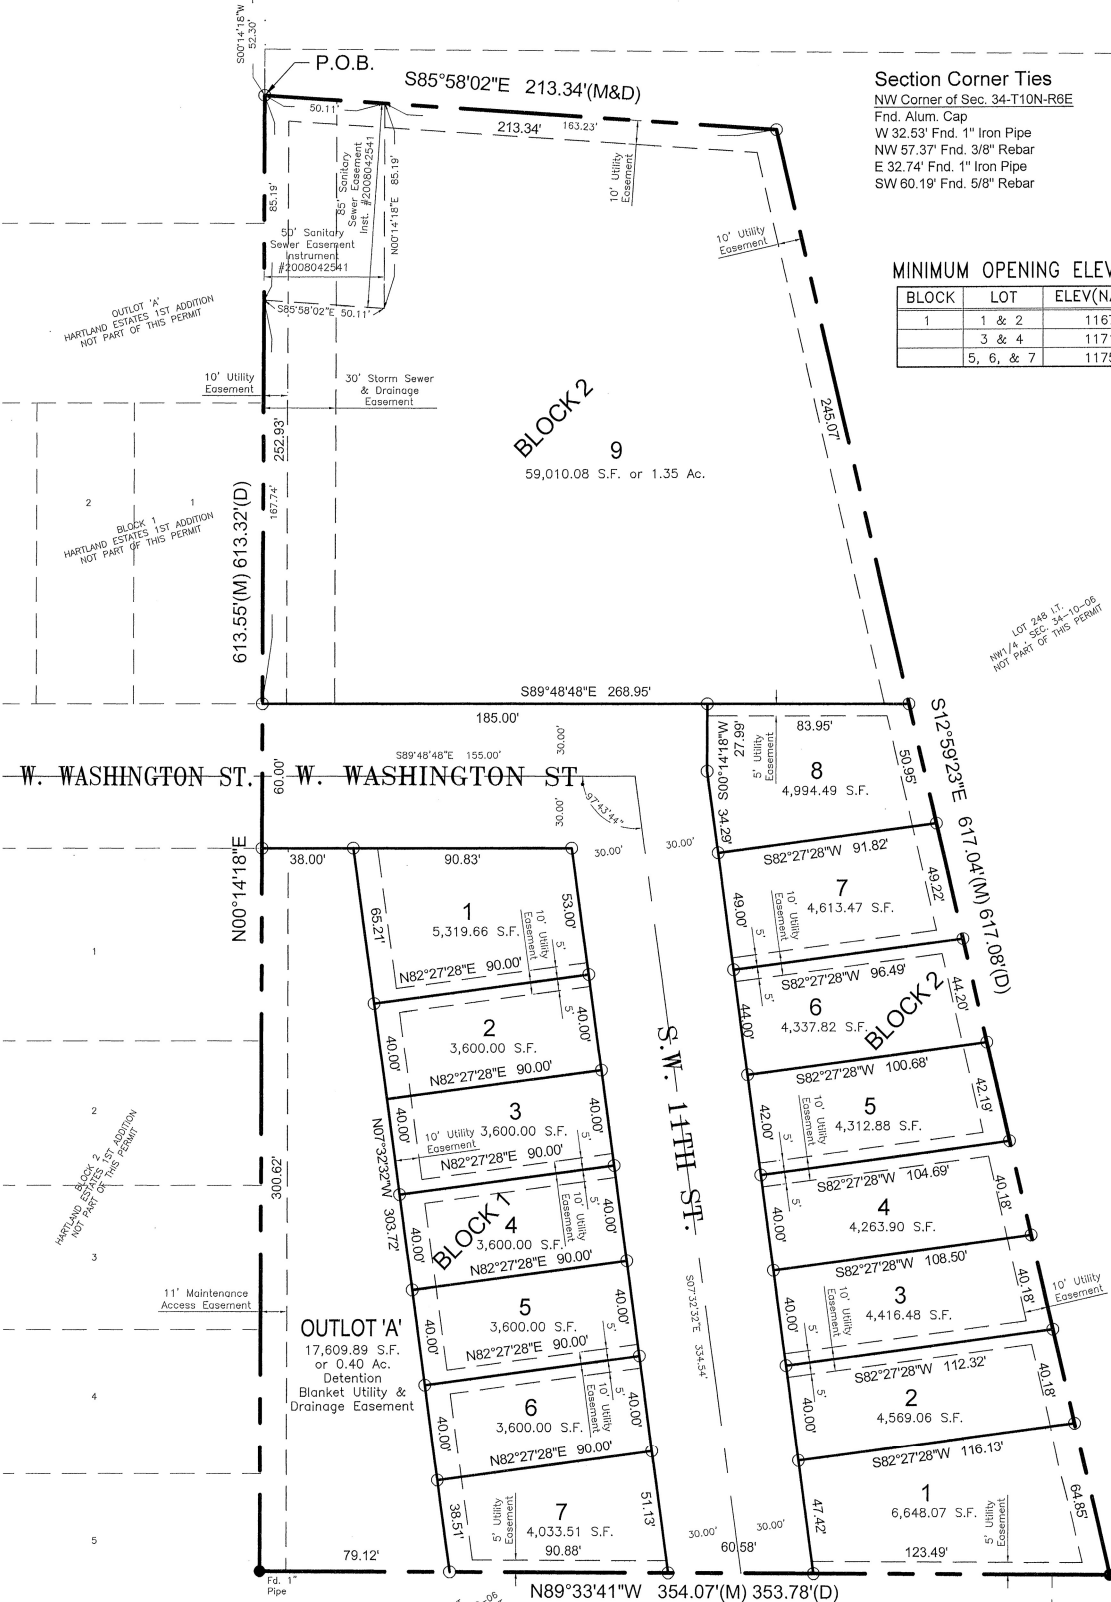 S00°14'18"W
52.30'
P.O.B.
S85°58'02"E 213.34'(M&D)
50.11'
213.34'
163.23'
Section Corner Ties
NW Corner of Sec. 34-T10N-R6E
Fnd. Alum. Cap
W 32.53' Fnd. 1" Iron Pipe
NW 57.37' Fnd. 3/8" Rebar
E 32.74' Fnd. 1" Iron Pipe
SW 60.19' Fnd. 5/8" Rebar
85.19'
85' Sanitary
Sewer Easement
Inst. #2008042541
N00°14'18"E 85.19'
10' Utility
Easement
50' Sanitary
Sewer Easement
Instrument
#2008042541
10' Utility
Easement
S85°58'02"E 50.11'
MINIMUM OPENING ELEV
BLOCK LOT ELEV(NA
1 1 & 2 116
3 & 4 117
5, 6, & 7 117
OUTLOT 'A'
HARTLAND ESTATES 1ST ADDITION
NOT PART OF THIS PERMIT
10' Utility
Easement
30' Storm Sewer
& Drainage
Easement
252.93'
167.74'
613.55'(M) 613.32'(D)
BLOCK 2
9
59,010.08 S.F. or 1.35 Ac.
245.07'
2
1
BLOCK 1
HARTLAND ESTATES 1ST ADDITION
NOT PART OF THIS PERMIT
LOT 248 I.T.
NW1/4, SEC. 34-10-06
NOT PART OF THIS PERMIT
S89°48'48"E 268.95'
185.00'
83.95'
S89°48'48"E 155.00'
30.00'
W. WASHINGTON ST.
60.00'
W. WASHINGTON ST.
97°43'44"
30.00'
30.00'
30.00'
S00°14'18"W
27.99'
5' Utility
Easement
8
4,994.49 S.F.
50.95'
34.29'
S82°27'28"W 91.82'
S12°59'23"E 617.04'(M) 617.08'(D)
N00°14'18"E
38.00'
90.83'
65.21'
1
5,319.66 S.F.
10' Utility
Easement
5'
53.00'
N82°27'28"E 90.00'
49.00'
7
4,613.47 S.F.
10' Utility
Easement
5'
49.22'
S82°27'28"W 96.49'
5'
40.00'
2
3,600.00 S.F.
5'
40.00'
N82°27'28"E 90.00'
44.00'
6
4,337.82 S.F.
BLOCK 2
44.20'
S82°27'28"W 100.68'
S.W. 11TH ST.
N07°32'32"W 303.72'
40.00'
3
3,600.00 S.F.
10' Utility
Easement
5'
40.00'
N82°27'28"E 90.00'
42.00'
5
4,312.88 S.F.
10' Utility
Easement
5'
42.19'
S82°27'28"W 104.69'
5'
BLOCK 1
40.00'
4
3,600.00 S.F.
5'
10' Utility
Easement
40.00'
N82°27'28"E 90.00'
40.00'
4
4,263.90 S.F.
40.18'
S82°27'28"W 108.50'
S07°32'32"E 334.54'
300.62'
11' Maintenance
Access Easement
OUTLOT 'A'
17,609.89 S.F.
or 0.40 Ac.
Detention
Blanket Utility &
Drainage Easement
40.00'
5
3,600.00 S.F.
5'
40.00'
N82°27'28"E 90.00'
40.00'
3
4,416.48 S.F.
10' Utility
Easement
5'
40.18'
10' Utility
Easement
S82°27'28"W 112.32'
5'
40.00'
6
3,600.00 S.F.
5'
10' Utility
Easement
40.00'
N82°27'28"E 90.00'
40.00'
2
4,569.06 S.F.
40.18'
S82°27'28"W 116.13'
38.51'
7
4,033.51 S.F.
5' Utility
Easement
51.13'
90.88'
79.12'
30.00'
30.00'
60.58'
47.42'
1
6,648.07 S.F.
5' Utility
Easement
64.85'
123.49'
1
2
BLOCK 2
HARTLAND ESTATES 1ST ADDITION
NOT PART OF THIS PERMIT
3
4
5
Fd. 1"
Pipe
N89°33'41"W 354.07'(M) 353.78'(D)